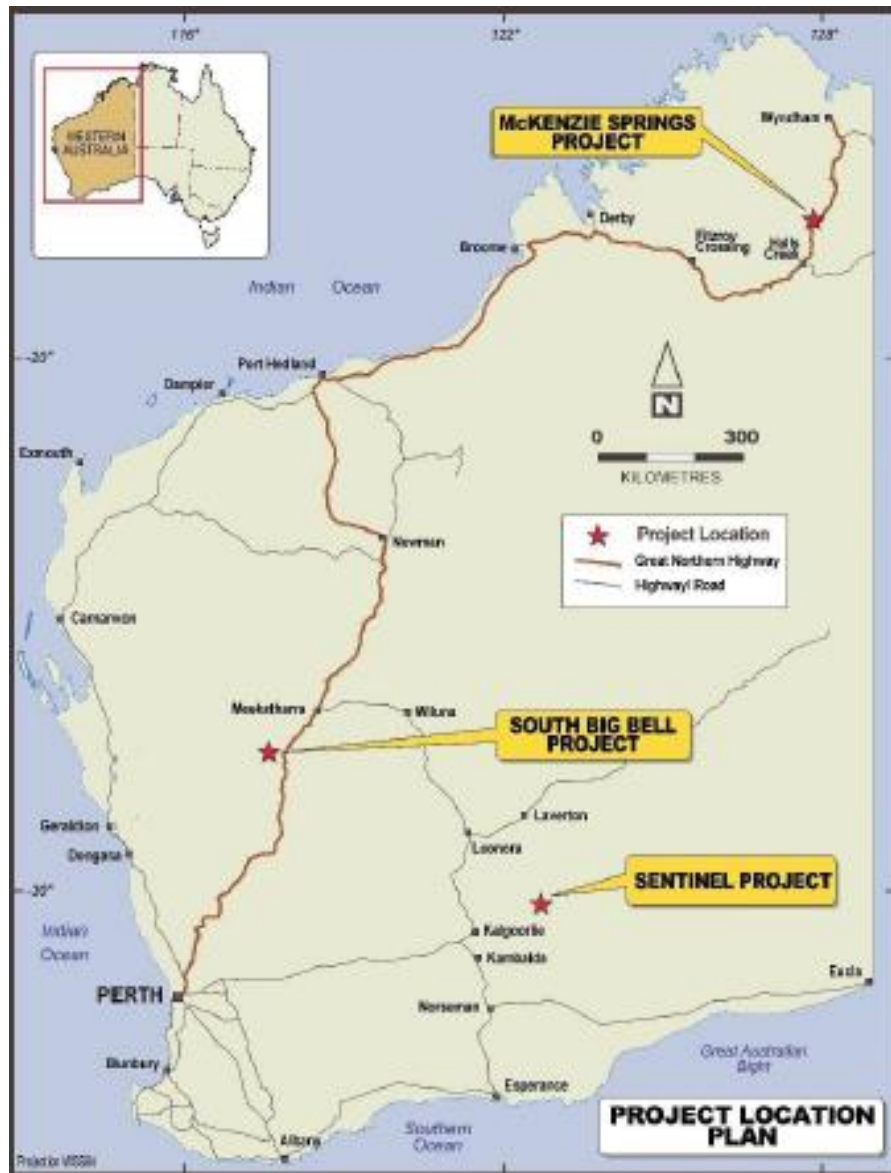 116°
122°
128°
WESTERN
AUSTRALIA
McKENZIE SPRINGS
PROJECT
Wyndham
Derby
Broome
Fitzroy
Crossing
Halls
Creek
Indian Ocean
-20°
Port Hedland
Dampier
Exmouth
N
0 300
KILOMETRES
Project Location
Great Northern Highway
Highway/ Road
Newman
Carnarvon
Meekatharra
Wiluna
SOUTH BIG BELL
PROJECT
Geraldton
Dongana
Laverton
Leonora
-30°
SENTINEL PROJECT
Indian
Ocean
Kalgoorlie
Kambalda
PERTH
Eucla
Norseman
Bunbury
Great Australian
Bight
Esperance
Albany
Southern
Ocean
PROJECT LOCATION
PLAN